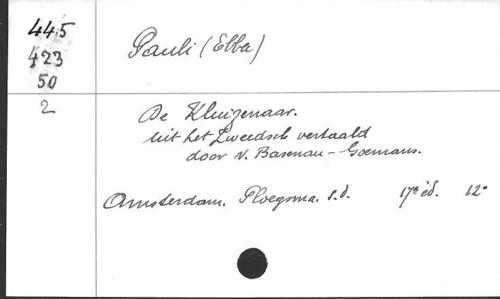 445
423
50
2
Pauli (Ebba)
De Kluizenaar.
Uit het Zweedsch vertaald
door N. Basenau-Goemans.
Amsterdam. Ploegsma. s.d. 17e éd. 12°